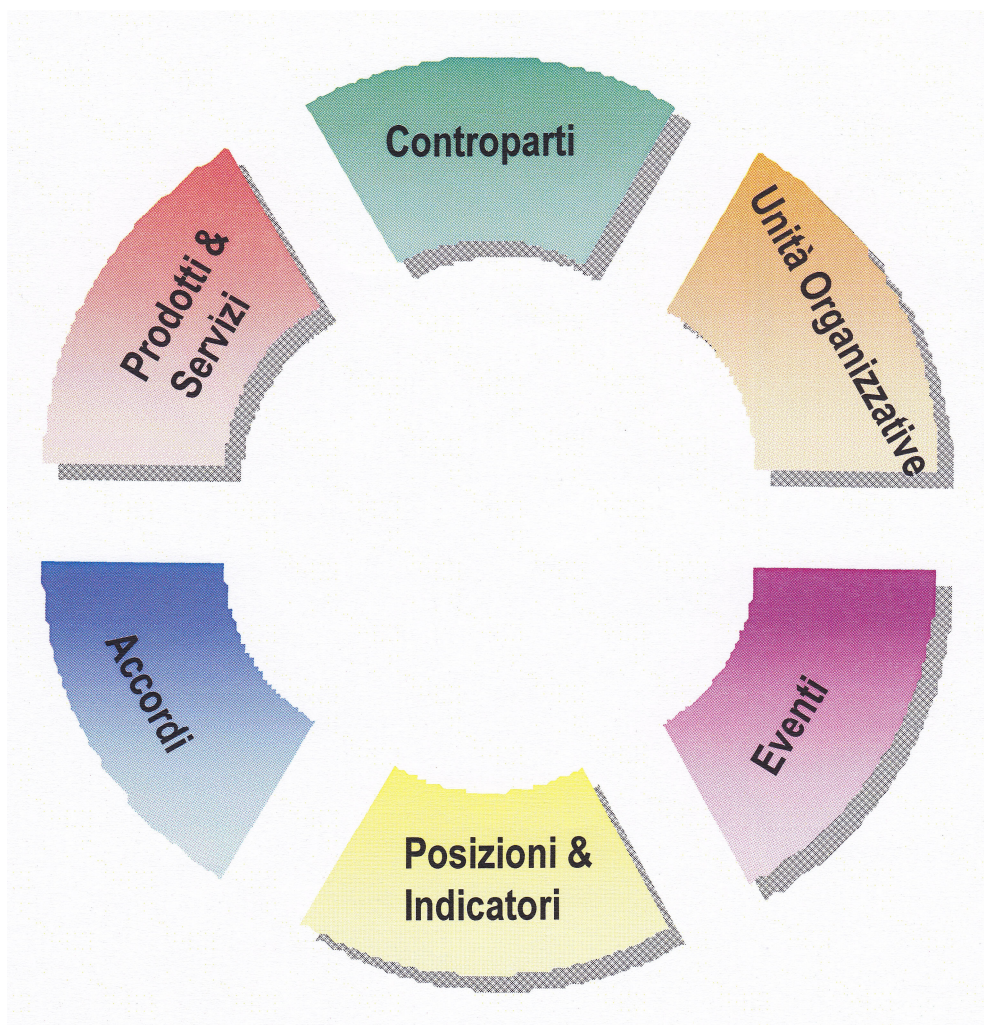 Controparti
Unità Organizzative
Prodotti &
Servizi
Accordi
Eventi
Posizioni &
Indicatori